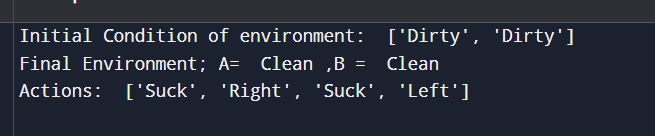 Initial Condition of environment:  ['Dirty', 'Dirty']
Final Environment; A=  Clean ,B =  Clean
Actions:  ['Suck', 'Right', 'Suck', 'Left']